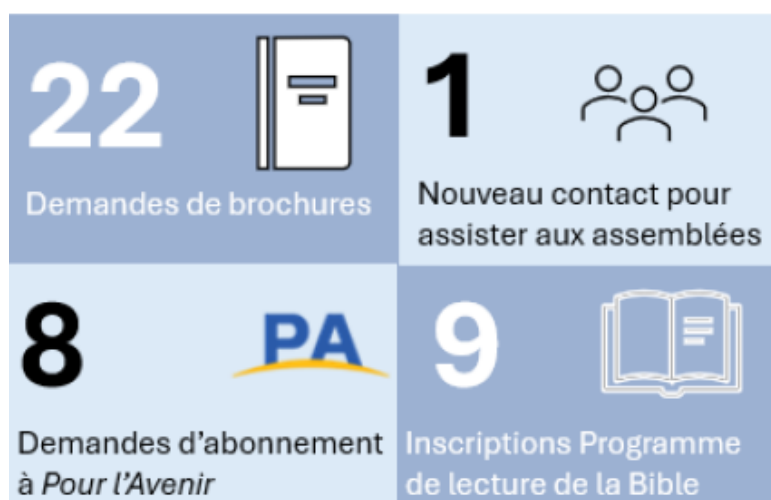 22
Demandes de brochures
1
Nouveau contact pour
assister aux assemblées
8
PA
Demandes d’abonnement
à Pour l’Avenir
9
Inscriptions Programme
de lecture de la Bible